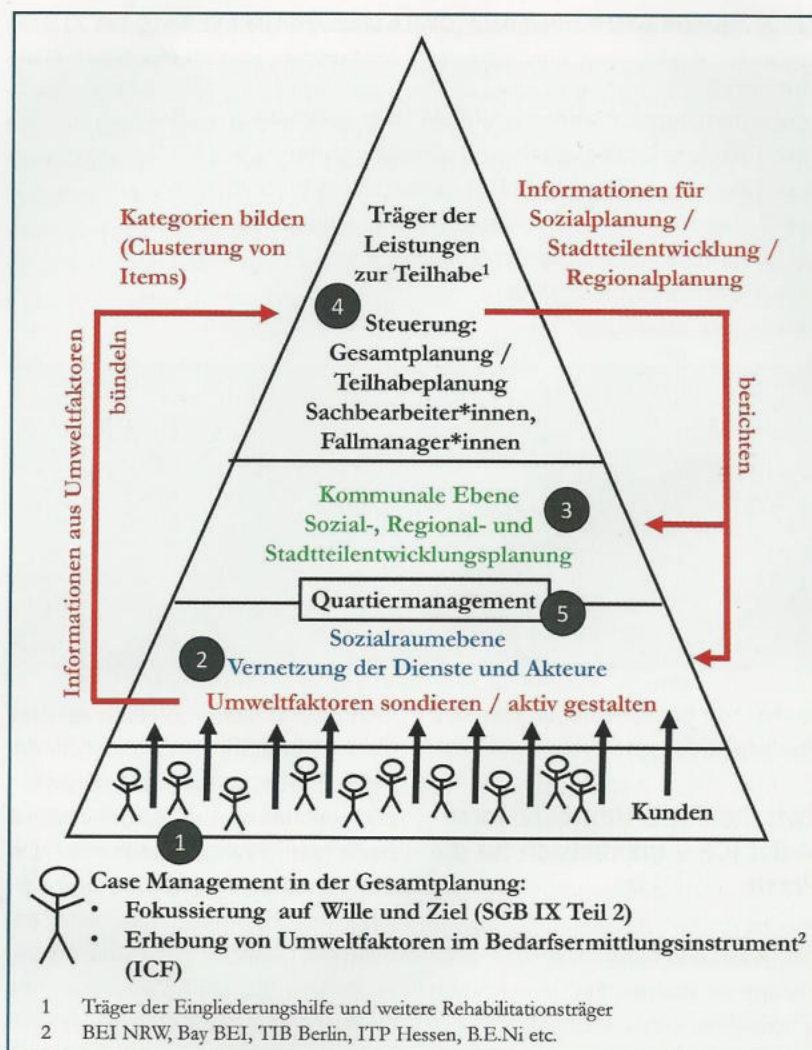 Kategorien bilden
(Clusterung von
Items)
Informationen für
Sozialplanung /
Stadtteilentwicklung /
Regionalplanung
Träger der
Leistungen
zur Teilhabe¹
4
Steuerung:
Gesamtplanung /
Teilhabeplanung
Sachbearbeiter*innen,
Fallmanager*innen
Informationen aus Umweltfaktoren
bündeln
berichten
Kommunale Ebene
Sozial-, Regional- und
Stadtteilentwicklungsplanung
3
Quartiermanagement
5
2
Sozialraumebene
Vernetzung der Dienste und Akteure
Umweltfaktoren sondieren / aktiv gestalten
Kunden
1
Case Management in der Gesamtplanung:
• Fokussierung auf Wille und Ziel (SGB IX Teil 2)
• Erhebung von Umweltfaktoren im Bedarfsermittlungsinstrument²
(ICF)
1 Träger der Eingliederungshilfe und weitere Rehabilitationsträger
2 BEI NRW, Bay BEI, TIB Berlin, ITP Hessen, B.E.Ni etc.